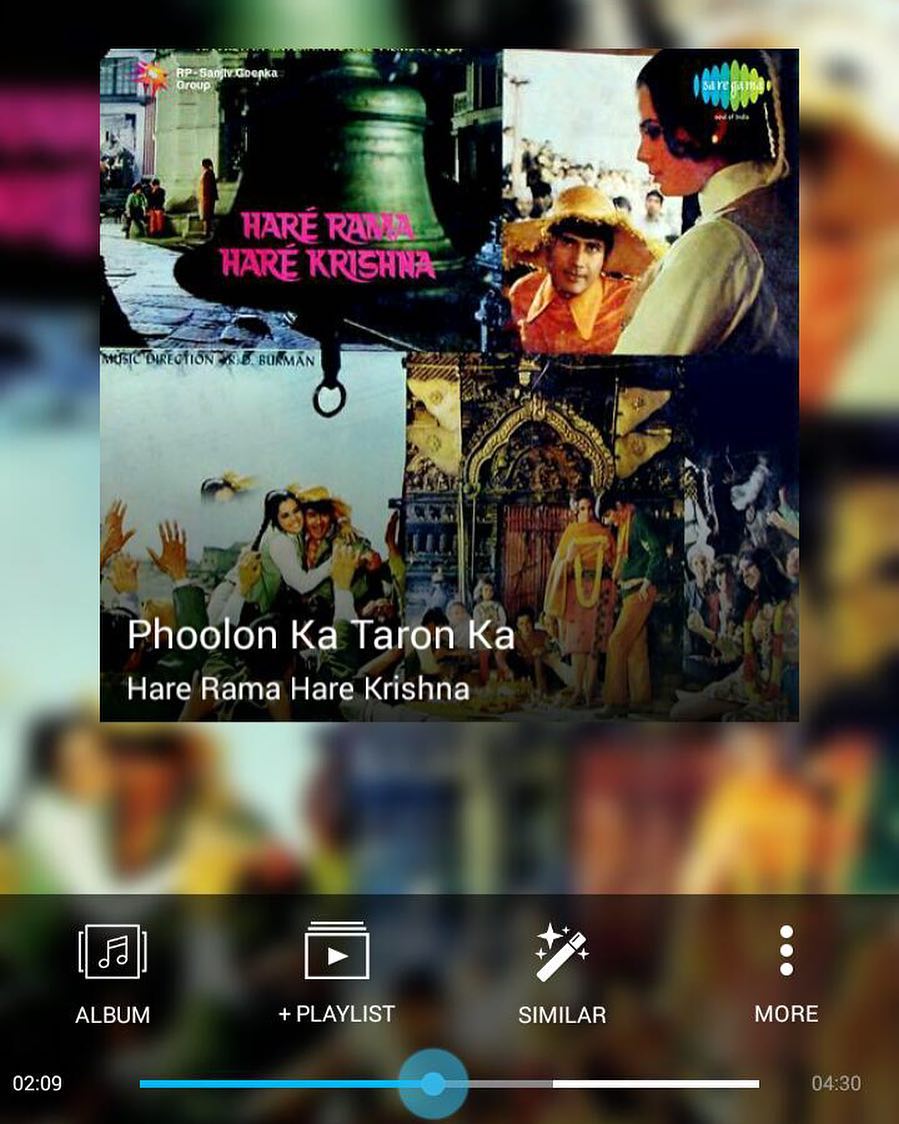 RP-Sanjiv Goenka
Group
saregama
soul of India
HARÉ RAMA
HARÉ KRISHNA
MUSIC DIRECTION R. D. BURMAN
Phoolon Ka Taron Ka
Hare Rama Hare Krishna
ALBUM
+ PLAYLIST
SIMILAR
MORE
02:09
04:30